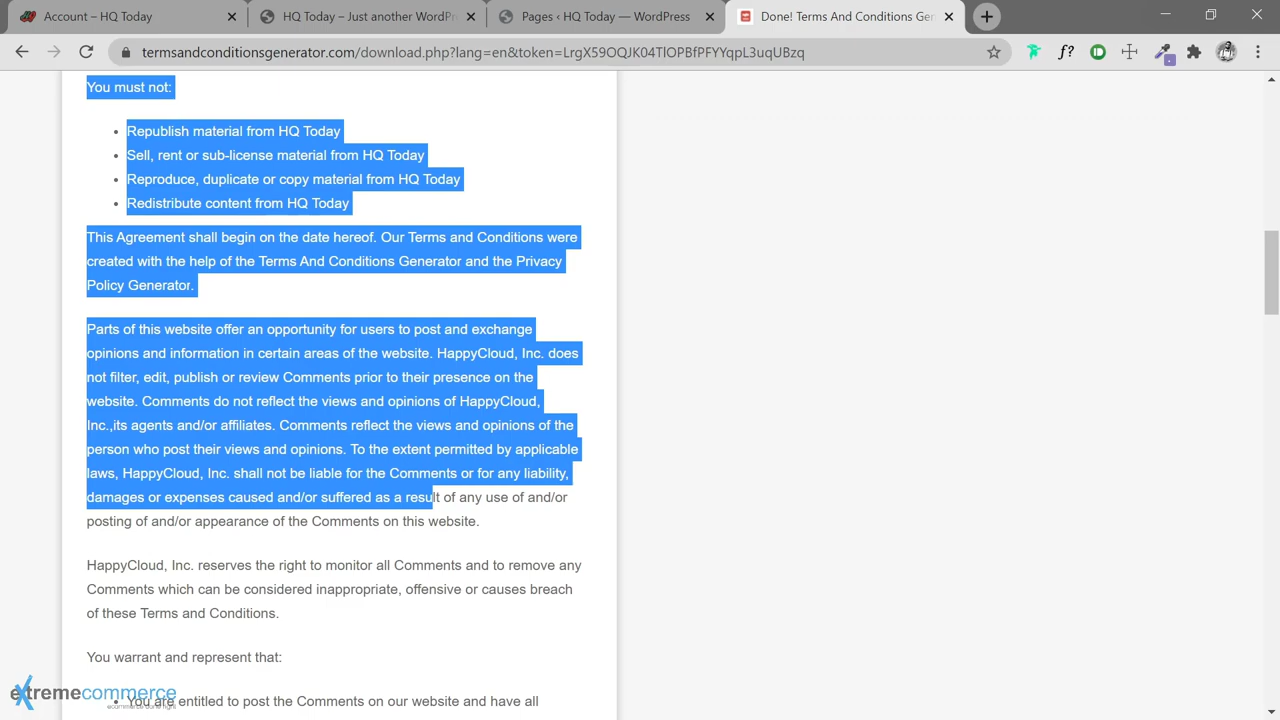 Account – HQ Today
HQ Today – Just another WordPr
Pages ‹ HQ Today — WordPress
Done! Terms And Conditions Gen
termsandconditionsgenerator.com/download.php?lang=en&token=LrgX59OQJK04TlOPBfPFYYqpL3uqUBzq
You must not:
Republish material from HQ Today
Sell, rent or sub-license material from HQ Today
Reproduce, duplicate or copy material from HQ Today
Redistribute content from HQ Today
This Agreement shall begin on the date hereof. Our Terms and Conditions were
created with the help of the Terms And Conditions Generator and the Privacy
Policy Generator.
Parts of this website offer an opportunity for users to post and exchange
opinions and information in certain areas of the website. HappyCloud, Inc. does
not filter, edit, publish or review Comments prior to their presence on the
website. Comments do not reflect the views and opinions of HappyCloud,
Inc.,its agents and/or affiliates. Comments reflect the views and opinions of the
person who post their views and opinions. To the extent permitted by applicable
laws, HappyCloud, Inc. shall not be liable for the Comments or for any liability,
damages or expenses caused and/or suffered as a result of any use of and/or
posting of and/or appearance of the Comments on this website.
HappyCloud, Inc. reserves the right to monitor all Comments and to remove any
Comments which can be considered inappropriate, offensive or causes breach
of these Terms and Conditions.
You warrant and represent that:
extremecommerce
ecommerce done right
You are entitled to post the Comments on our website and have all